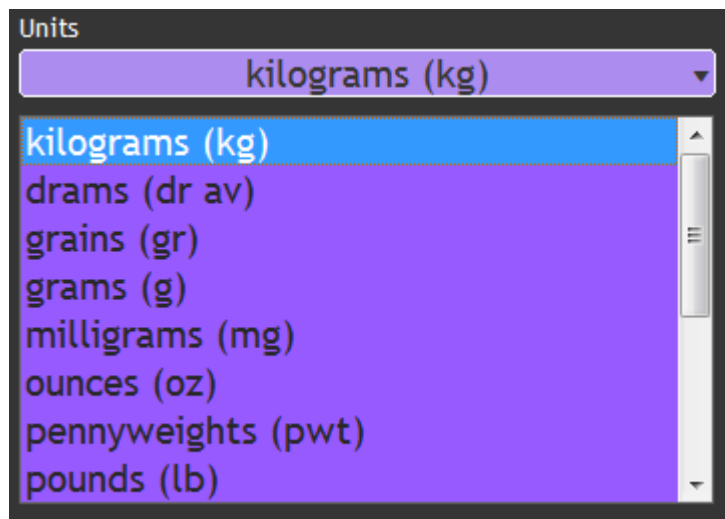 Units
kilograms (kg)
kilograms (kg)
drams (dr av)
grains (gr)
grams (g)
milligrams (mg)
ounces (oz)
pennyweights (pwt)
pounds (lb)